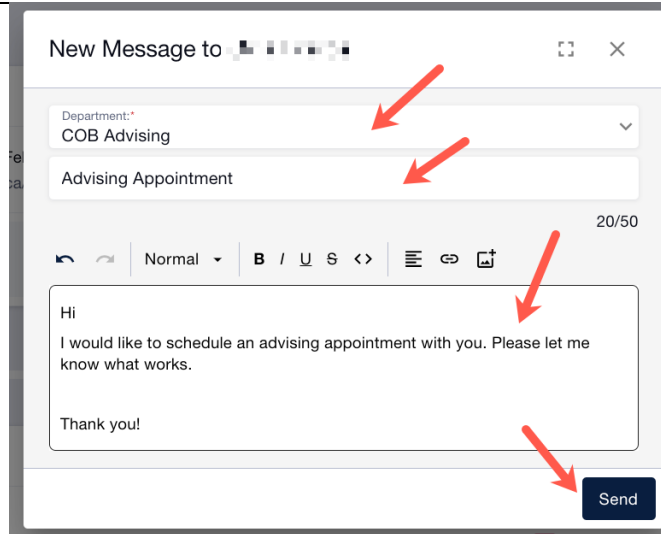 New Message to
Department:*
COB Advising
Advising Appointment
20/50
Normal
B I U S <>
Hi
I would like to schedule an advising appointment with you. Please let me
know what works.
Thank you!
Send